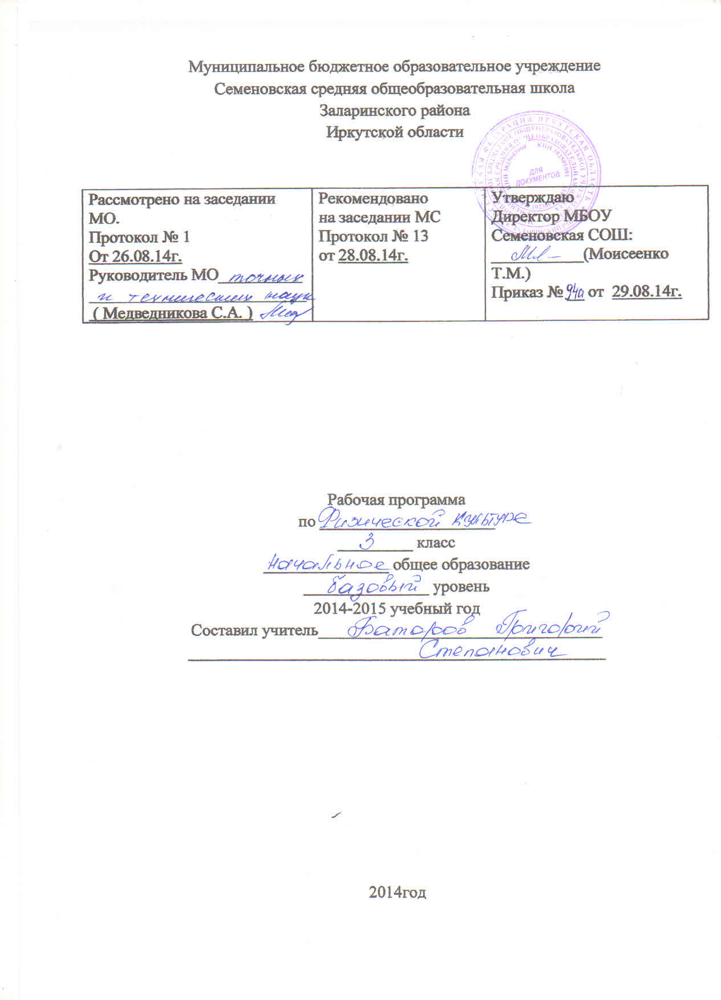 Муниципальное бюджетное образовательное учреждение
Семеновская средняя общеобразовательная школа
Заларинского района
Иркутской области
ДЛЯ
ДОКУМЕНТОВ
Рассмотрено на заседании
МО.
Протокол № 1
От 26.08.14г.
Руководитель МО точных
и технических наук
( Медведникова С.А. )
Рекомендовано
на заседании МС
Протокол № 13
от 28.08.14г.
Утверждаю
Директор МБОУ
Семеновская СОШ:
(Моисеенко
Т.М.)
Приказ № 94а от 29.08.14г.
Рабочая программа
по Физической культуре
3 класс
начальное общее образование
базовый уровень
2014-2015 учебный год
Составил учитель Баторов Григорий
Степанович
2014год